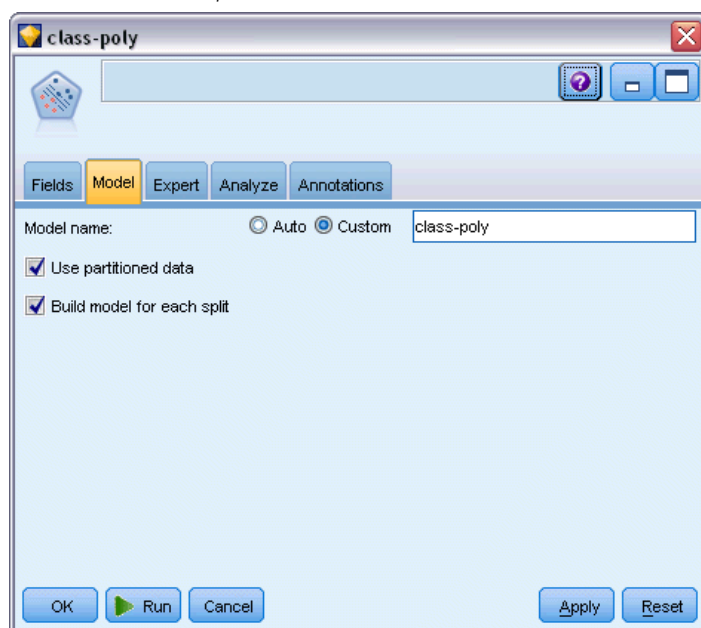 class-poly
Fields Model Expert Analyze Annotations
Model name: Auto Custom class-poly
Use partitioned data
Build model for each split
OK Run Cancel Apply Reset